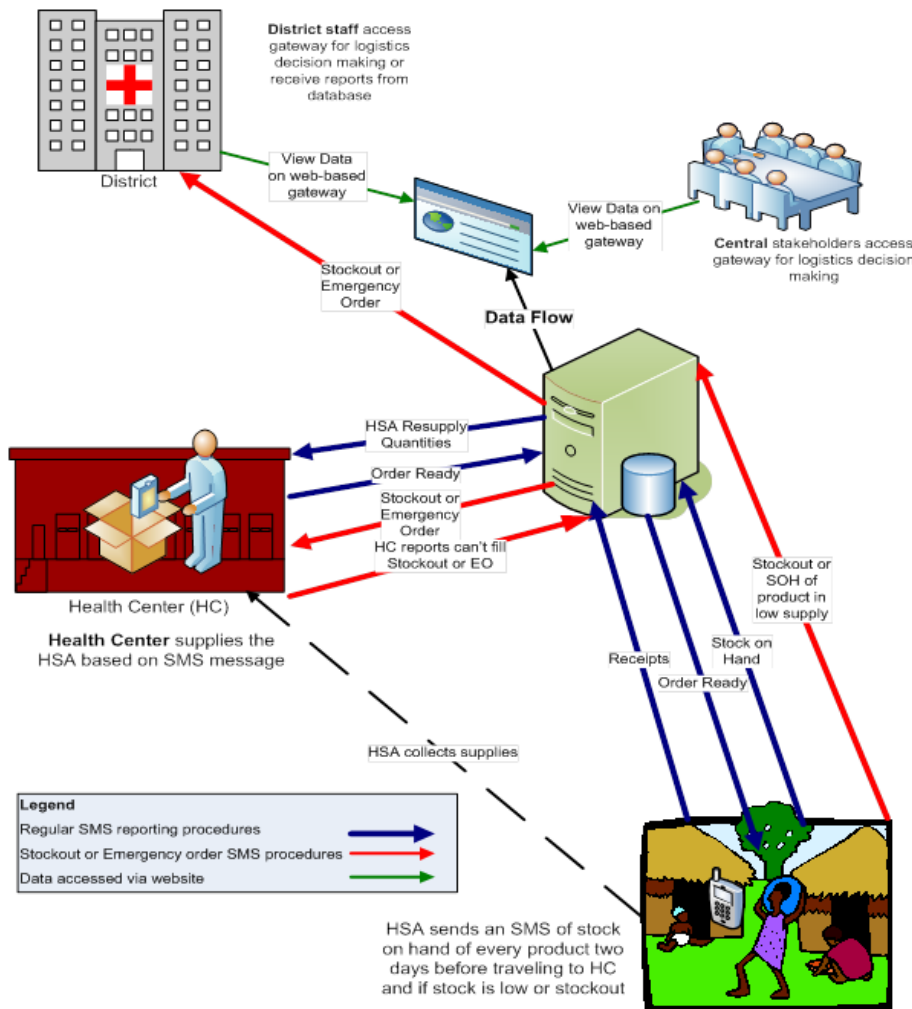 District staff access
gateway for logistics
decision making or
receive reports from
database
View Data
on web-based
gateway
District
View Data on
web-based
gateway
Central stakeholders access
gateway for logistics decision
making
Stockout or
Emergency
Order
Data Flow
HSA Resupply
Quantities
Order Ready
Stockout or
Emergency
Order
HC reports can't fill
Stockout or EO
Health Center (HC)
Health Center supplies the
HSA based on SMS message
Stockout or
SOH of
product in
low supply
Stock on
Hand
Receipts
Order Ready
HSA collects supplies
Legend
Regular SMS reporting procedures
Stockout or Emergency order SMS procedures
Data accessed via website
HSA sends an SMS of stock
on hand of every product two
days before traveling to HC
and if stock is low or stockout